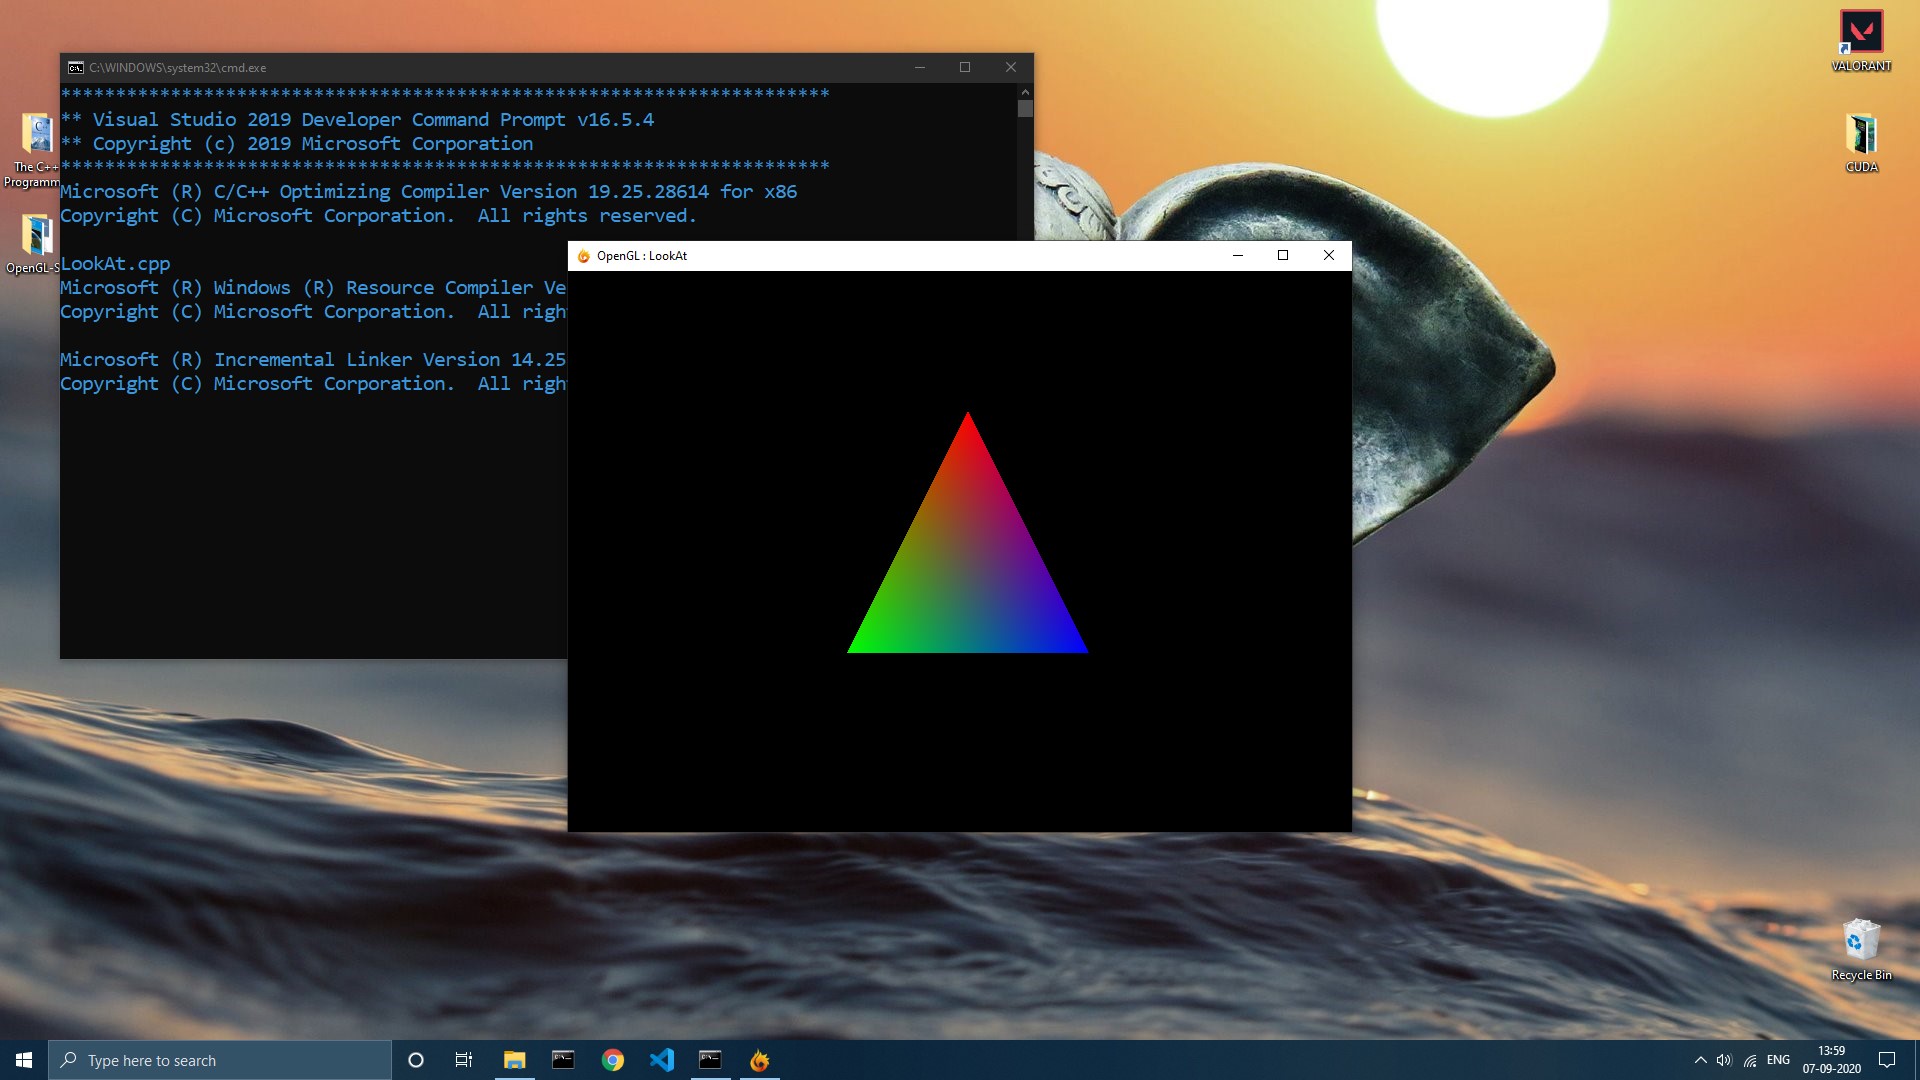 C:\WINDOWS\system32\cmd.exe
**********************************************************************
** Visual Studio 2019 Developer Command Prompt v16.5.4
** Copyright (c) 2019 Microsoft Corporation
**********************************************************************
Microsoft (R) C/C++ Optimizing Compiler Version 19.25.28614 for x86
Copyright (C) Microsoft Corporation.  All rights reserved.
LookAt.cpp
Microsoft (R) Windows (R) Resource Compiler Ve
Copyright (C) Microsoft Corporation.  All righ
Microsoft (R) Incremental Linker Version 14.25
Copyright (C) Microsoft Corporation.  All righ
OpenGL : LookAt
The C++
Programm
OpenGL-S
VALORANT
CUDA
Recycle Bin
Type here to search
ENG
13:59
07-09-2020